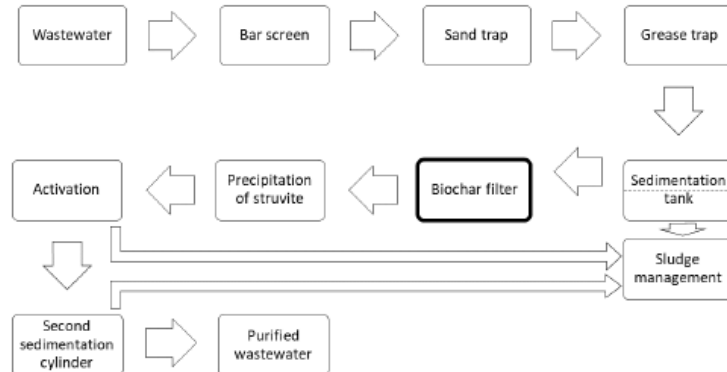 Wastewater
Bar screen
Sand trap
Grease trap
Activation
Precipitation
of struvite
Biochar filter
Sedimentation
tank
Sludge
management
Second
sedimentation
cylinder
Purified
wastewater